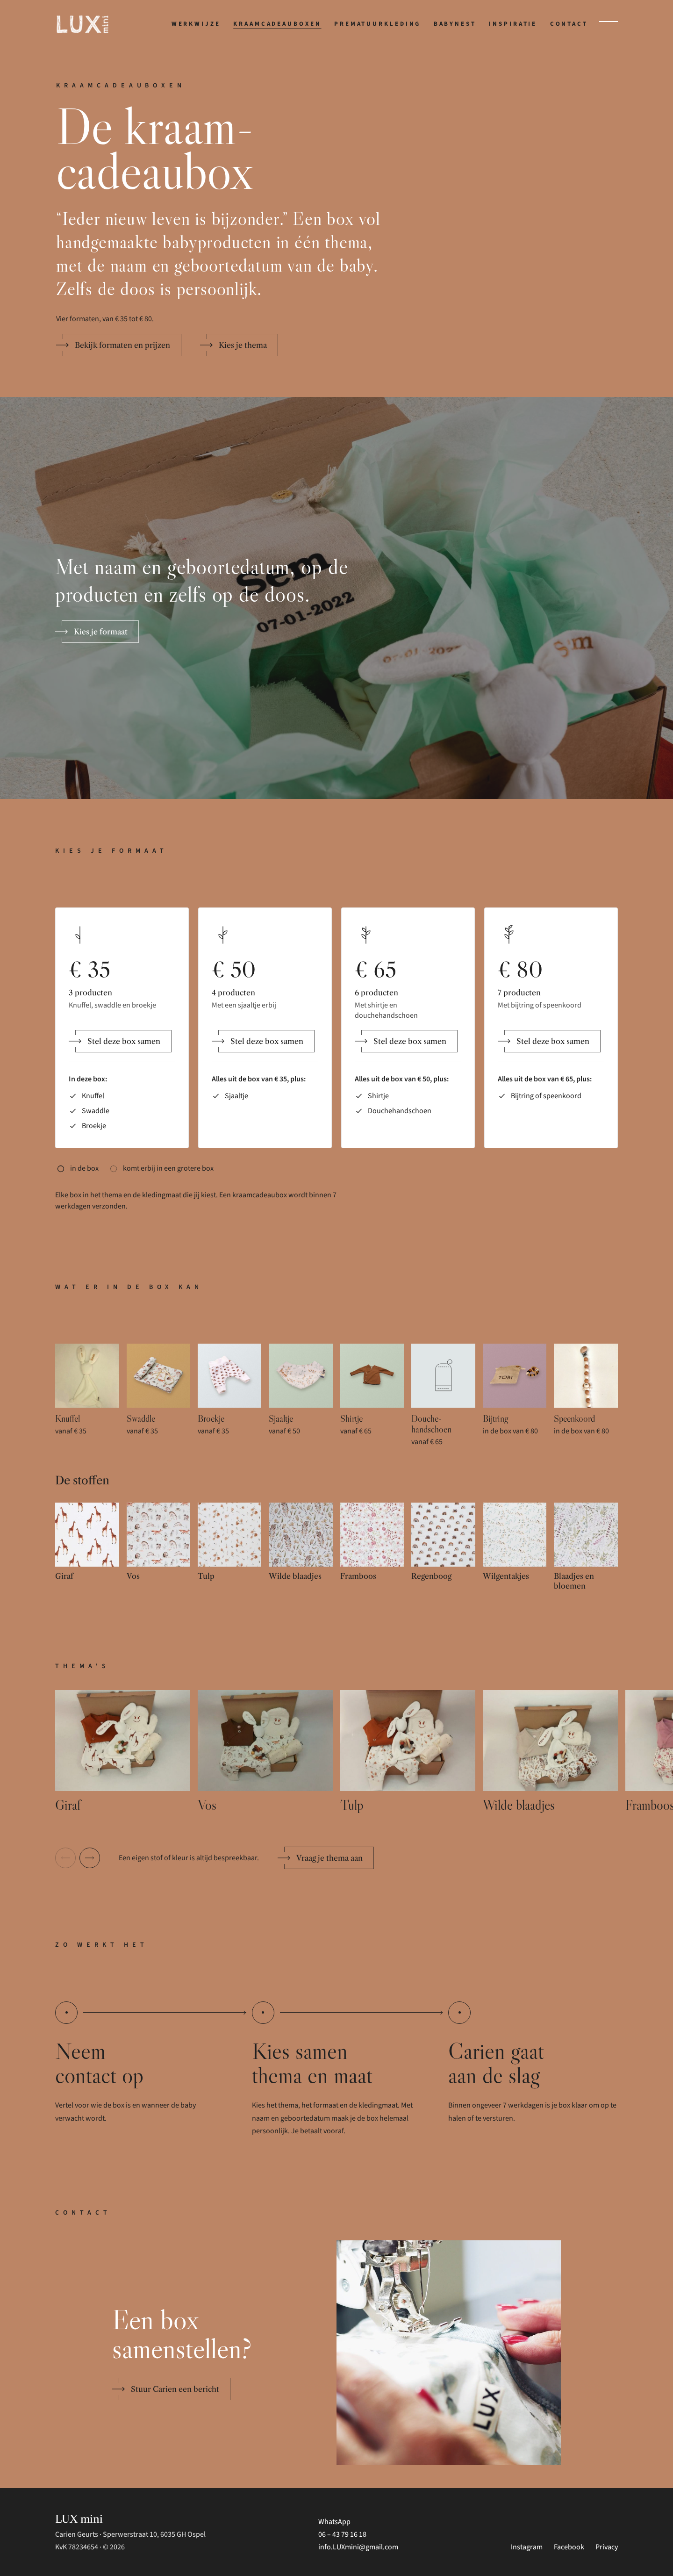 LUX mini
WERKWIJZE KRAAMCADEAUBOXEN PREMATUURKLEDING BABYNEST INSPIRATIE CONTACT
KRAAMCADEAUBOXEN
De kraam-
cadeaubox
“Ieder nieuw leven is bijzonder.” Een box vol
handgemaakte babyproducten in één thema,
met de naam en geboortedatum van de baby.
Zelfs de doos is persoonlijk.
Vier formaten, van € 35 tot € 80.
Bekijk formaten en prijzen
Kies je thema
Sem
07-01-2022
07-01-2022
Met naam en geboortedatum, op de
producten en zelfs op de doos.
Kies je formaat
KIES JE FORMAAT
€ 35
3 producten
Knuffel, swaddle en broekje
Stel deze box samen
In deze box:
Knuffel
Swaddle
Broekje
€ 50
4 producten
Met een sjaaltje erbij
Stel deze box samen
Alles uit de box van € 35, plus:
Sjaaltje
€ 65
6 producten
Met shirtje en
douchehandschoen
Stel deze box samen
Alles uit de box van € 50, plus:
Shirtje
Douchehandschoen
€ 80
7 producten
Met bijtring of speenkoord
Stel deze box samen
Alles uit de box van € 65, plus:
Bijtring of speenkoord
in de box
komt erbij in een grotere box
Elke box in het thema en de kledingmaat die jij kiest. Een kraamcadeaubox wordt binnen 7
werkdagen verzonden.
WAT ER IN DE BOX KAN
Knuffel
vanaf € 35
Swaddle
vanaf € 35
Broekje
vanaf € 35
Sjaaltje
vanaf € 50
Shirtje
vanaf € 65
Douche-
handschoen
vanaf € 65
Bijtring
in de box van € 80
Speenkoord
in de box van € 80
De stoffen
Giraf
Vos
Tulp
Wilde blaadjes
Framboos
Regenboog
Wilgentakjes
Blaadjes en
bloemen
THEMA'S
Giraf
Vos
Tulp
Wilde blaadjes
Framboos
Een eigen stof of kleur is altijd bespreekbaar.
Vraag je thema aan
ZO WERKT HET
Neem
contact op
Vertel voor wie de box is en wanneer de baby
verwacht wordt.
Kies samen
thema en maat
Kies het thema, het formaat en de kledingmaat. Met
naam en geboortedatum maak je de box helemaal
persoonlijk. Je betaalt vooraf.
Carien gaat
aan de slag
Binnen ongeveer 7 werkdagen is je box klaar om op te
halen of te versturen.
CONTACT
Een box
samenstellen?
Stuur Carien een bericht
LUX
LUX mini
Carien Geurts · Sperwerstraat 10, 6035 GH Ospel
KvK 78234654 · © 2026
WhatsApp
06 – 43 79 16 18
info.LUXmini@gmail.com
Instagram Facebook Privacy